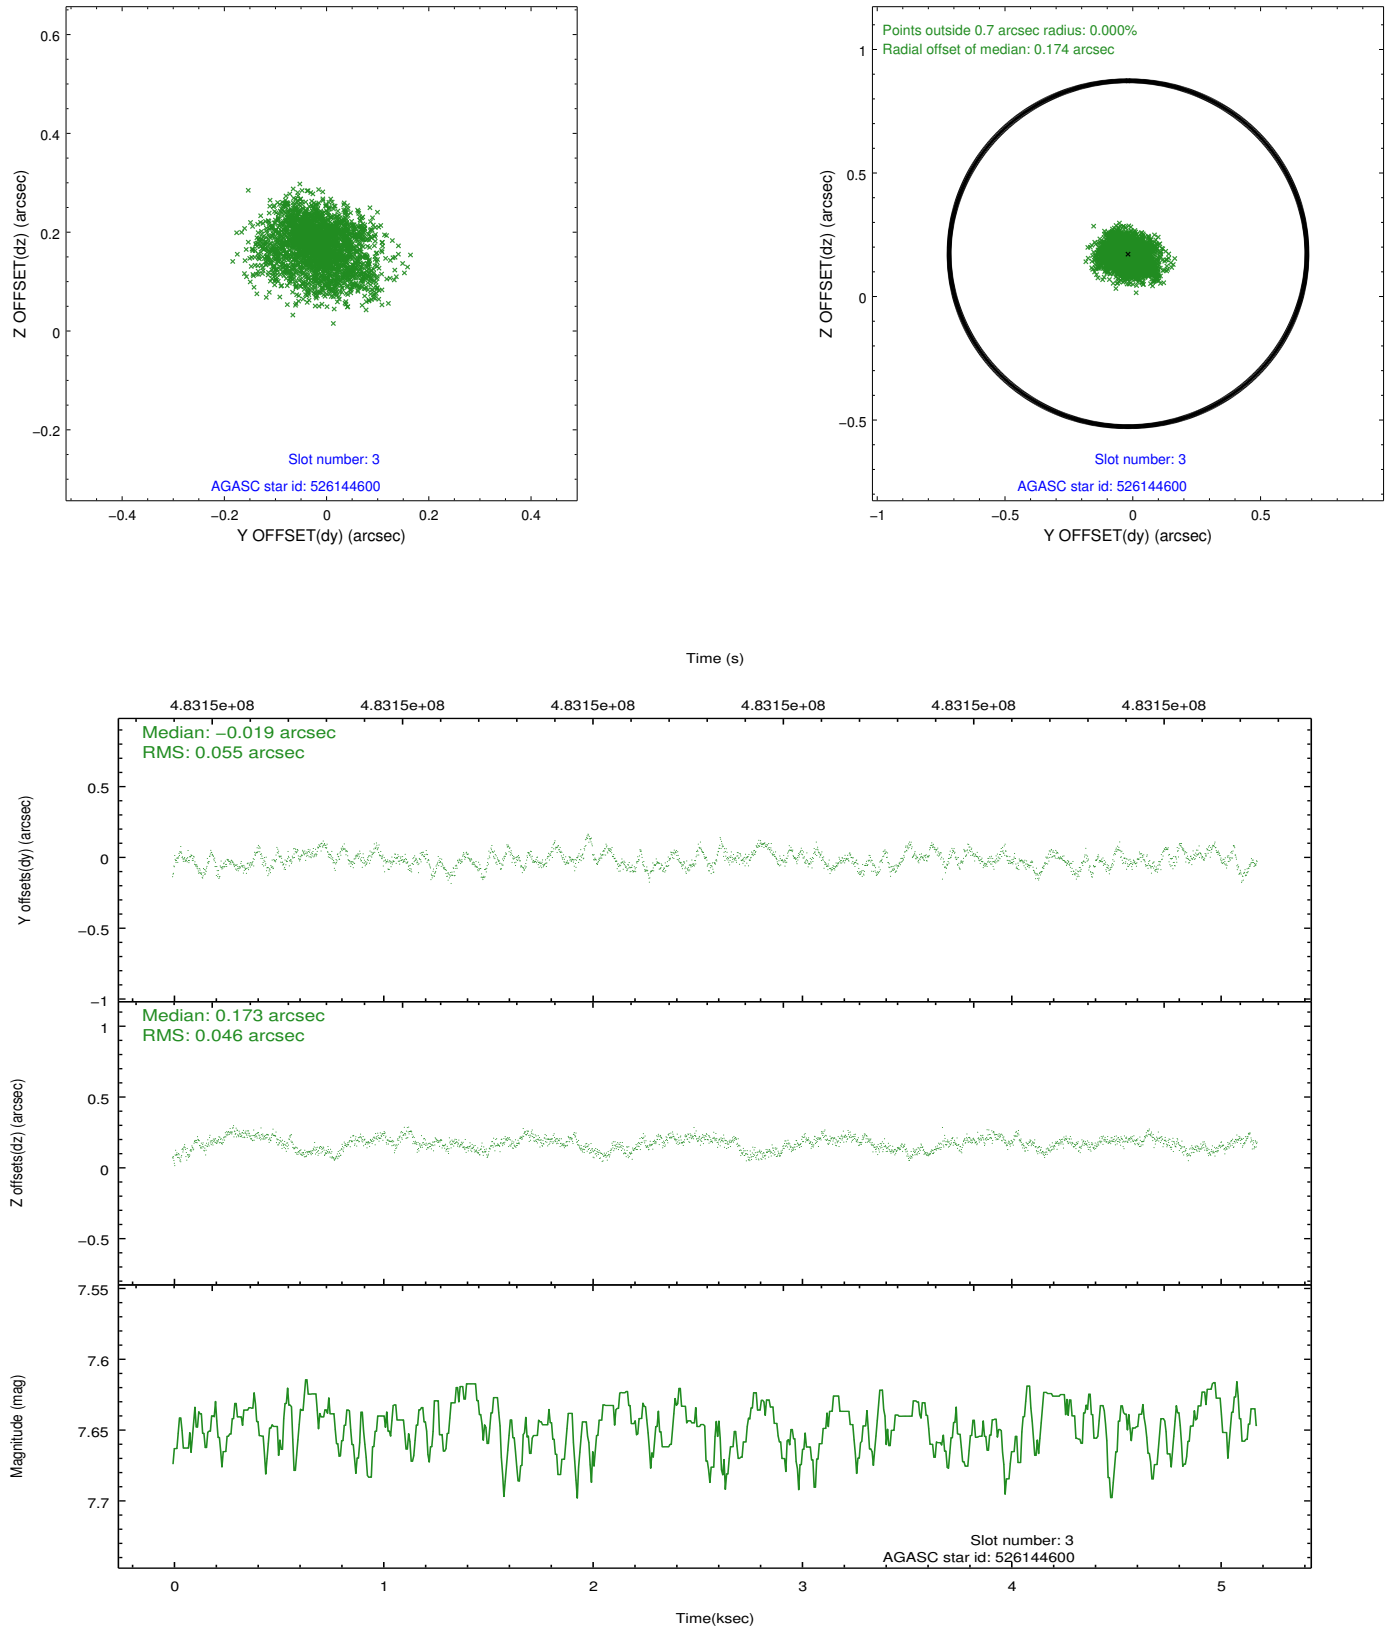 Z OFFSET(dz) (arcsec)
0.6
0.4
0.2
0
−0.2
Slot number: 3
AGASC star id: 526144600
−0.4 −0.2 0 0.2 0.4
Y OFFSET(dy) (arcsec)
Points outside 0.7 arcsec radius: 0.000%
Radial offset of median: 0.174 arcsec
Z OFFSET(dz) (arcsec)
1
0.5
0
−0.5
Slot number: 3
AGASC star id: 526144600
−1 −0.5 0 0.5
Y OFFSET(dy) (arcsec)
Time (s)
4.8315e+08 4.8315e+08 4.8315e+08 4.8315e+08 4.8315e+08 4.8315e+08
Median: −0.019 arcsec
RMS: 0.055 arcsec
Y offsets(dy) (arcsec)
0.5
0
−0.5
−1
Median: 0.173 arcsec
RMS: 0.046 arcsec
Z offsets(dz) (arcsec)
1
0.5
0
−0.5
Magnitude (mag)
7.55
7.6
7.65
7.7
Slot number: 3
AGASC star id: 526144600
0 1 2 3 4 5
Time(ksec)